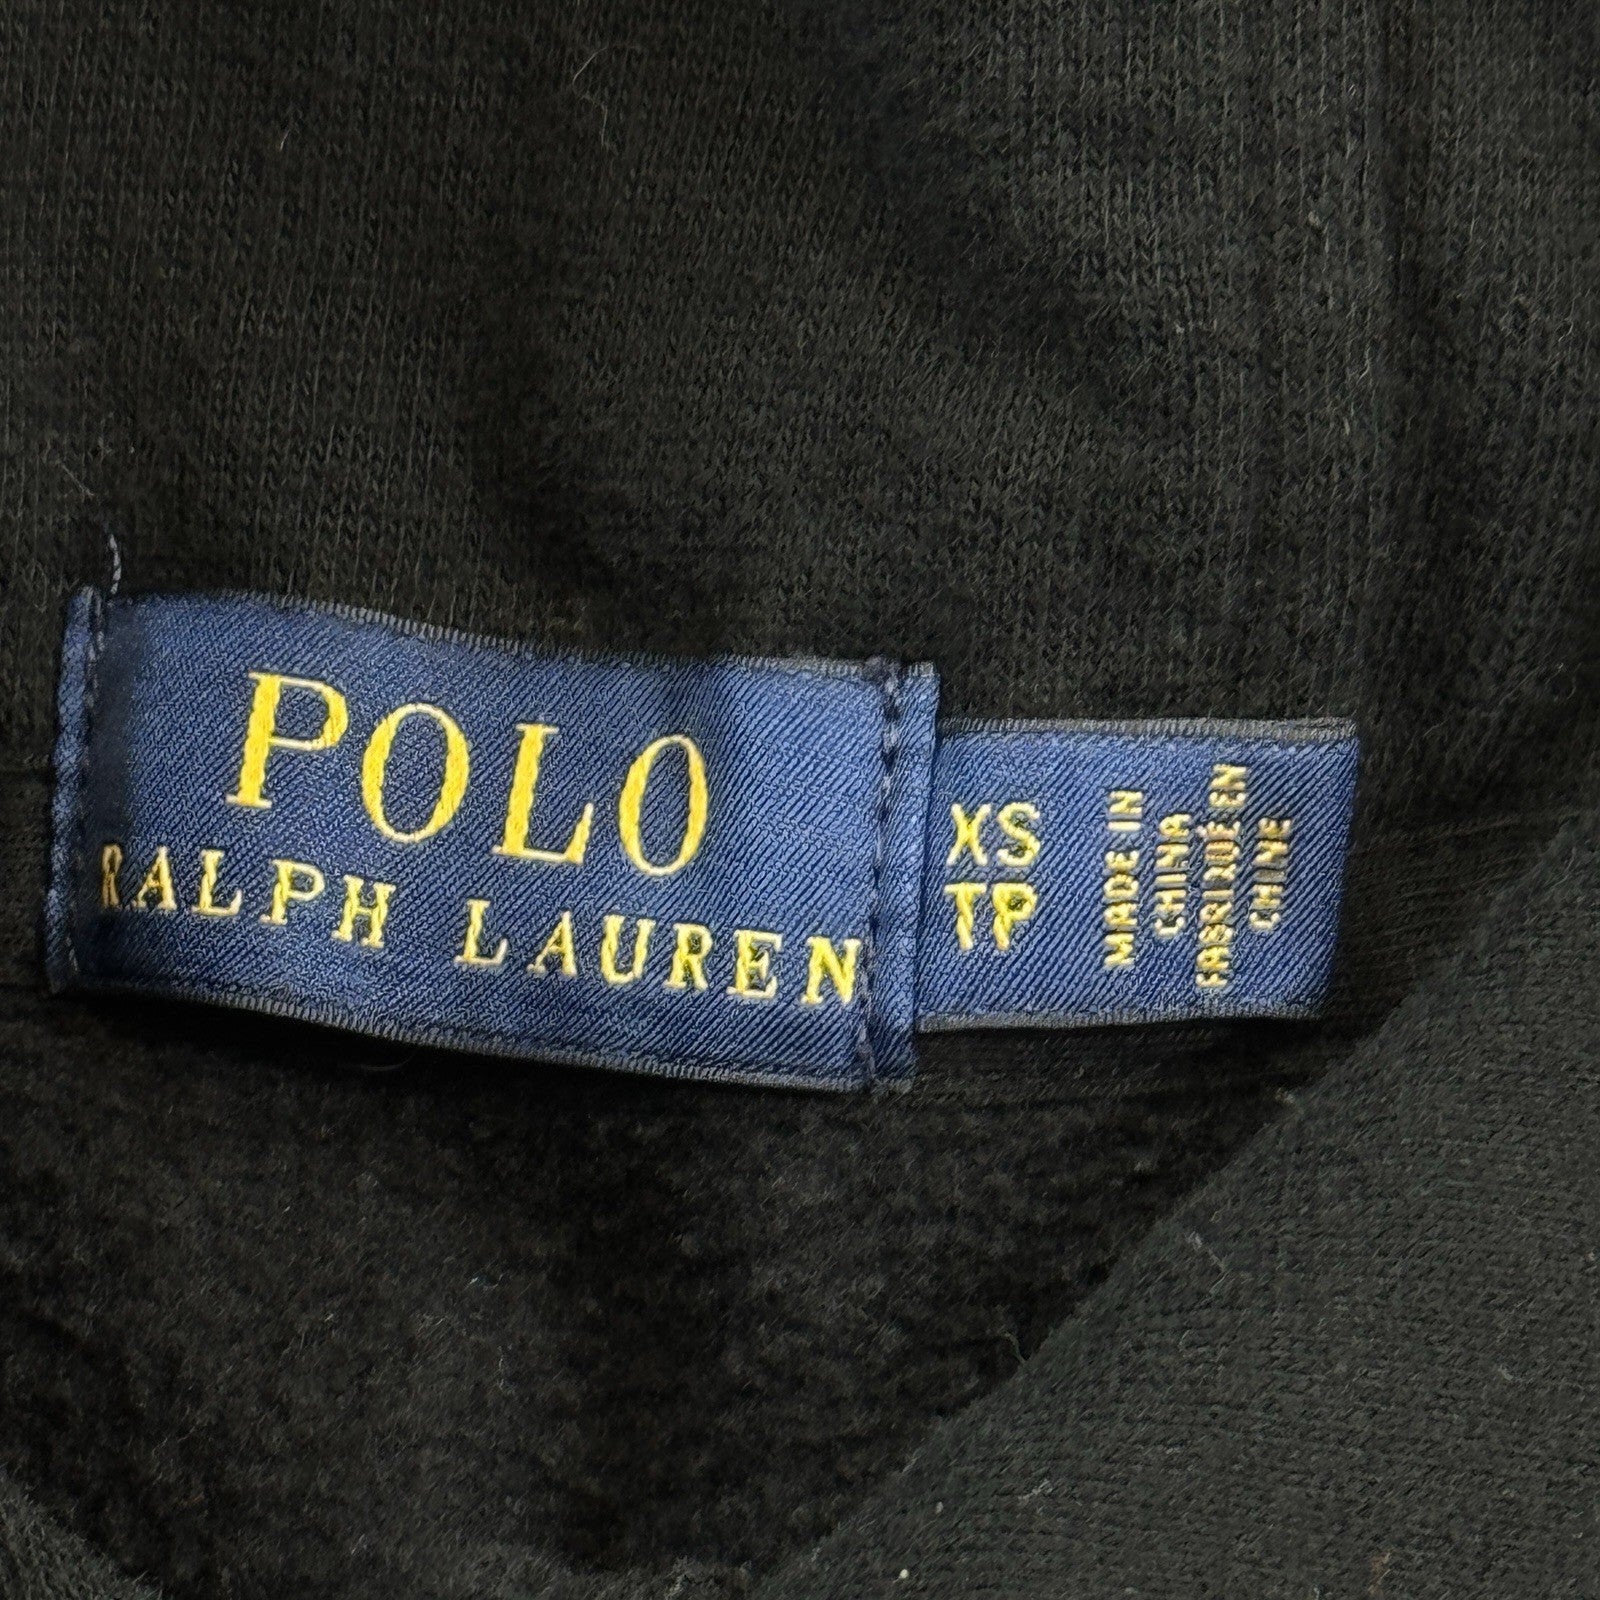 POLO
RALPH LAUREN
XS
TP
MADE IN
CHINA
FABRIQUÉ EN
CHINE